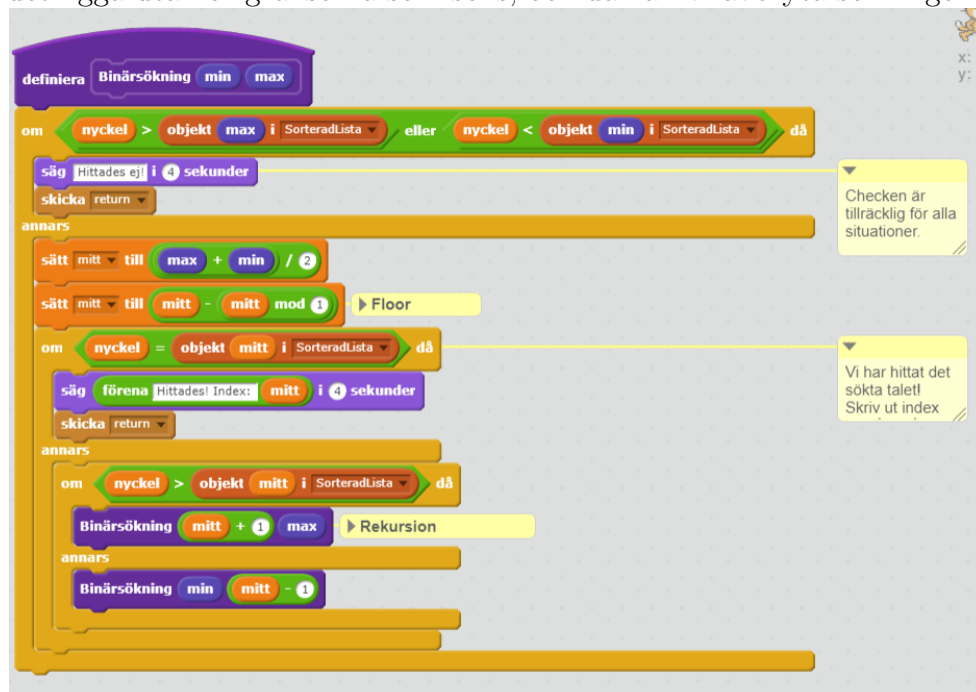 definiera Binärsökning min max
x:
y:
om nyckel > objekt max i SorteradLista eller nyckel < objekt min i SorteradLista då
säg Hittades ej! i 4 sekunder
skicka return
Checken är
tillräcklig för alla
situationer.
annars
sätt mitt till max + min / 2
sätt mitt till mitt - mitt mod 1
Floor
om nyckel = objekt mitt i SorteradLista då
Vi har hittat det
sökta talet!
Skriv ut index
säg förena Hittades! Index: mitt i 4 sekunder
skicka return
annars
om nyckel > objekt mitt i SorteradLista då
Binärsökning mitt + 1 max
Rekursion
annars
Binärsökning min mitt - 1